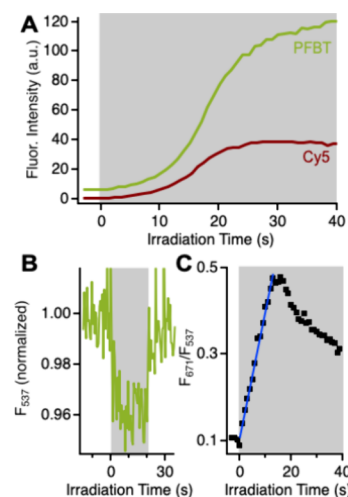 A
Fluor. Intensity (a.u.)
120
100
80
60
40
20
0
PFBT
Cy5
0 10 20 30 40
Irradiation Time (s)
B
F537 (normalized)
1.00
0.98
0.96
0 30
Irradiation Time (s)
C
F671/F537
0.5
0.3
0.1
0 20 40
Irradiation Time (s)